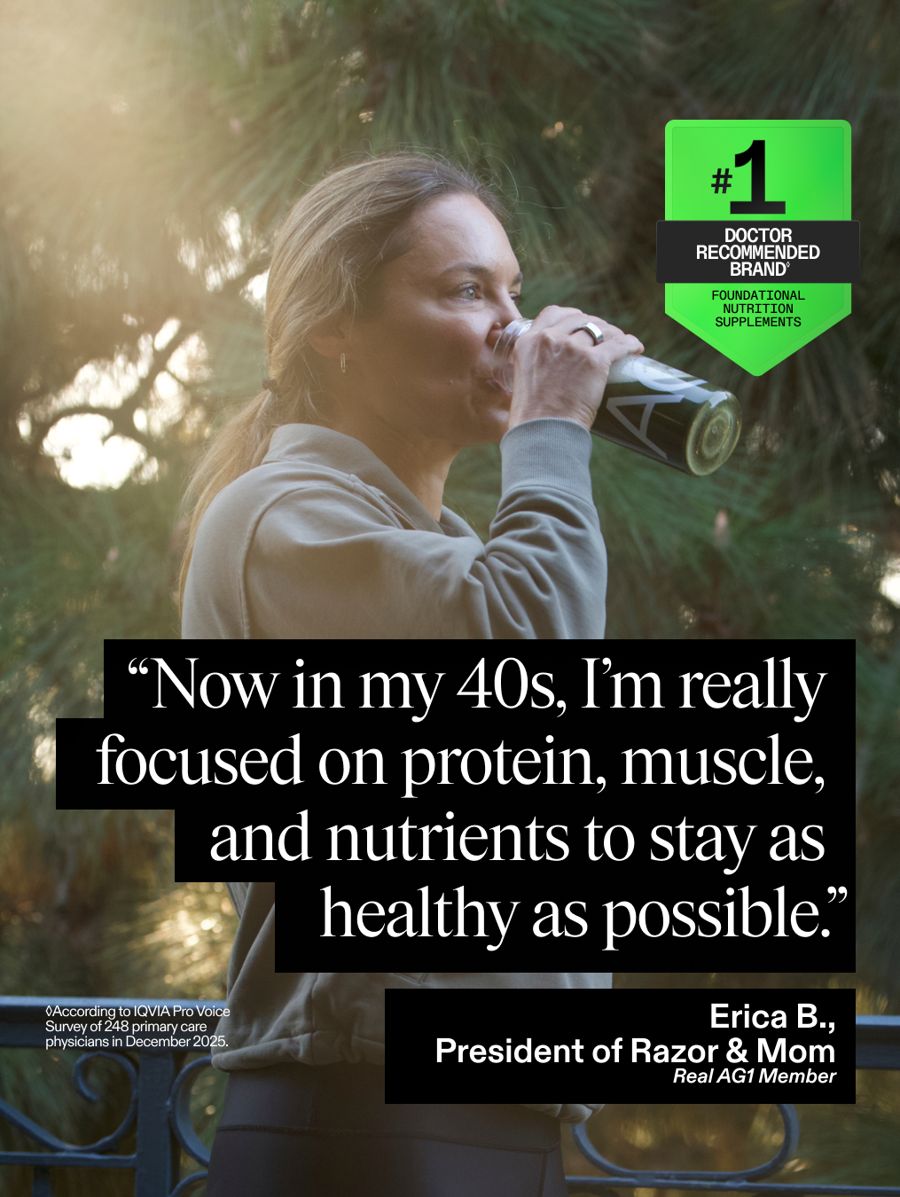 #1
DOCTOR
RECOMMENDED
BRAND◊
FOUNDATIONAL
NUTRITION
SUPPLEMENTS
“Now in my 40s, I’m really
focused on protein, muscle,
and nutrients to stay as
healthy as possible.”
◊According to IQVIA Pro Voice
Survey of 248 primary care
physicians in December 2025.
Erica B.,
President of Razor & Mom
Real AG1 Member